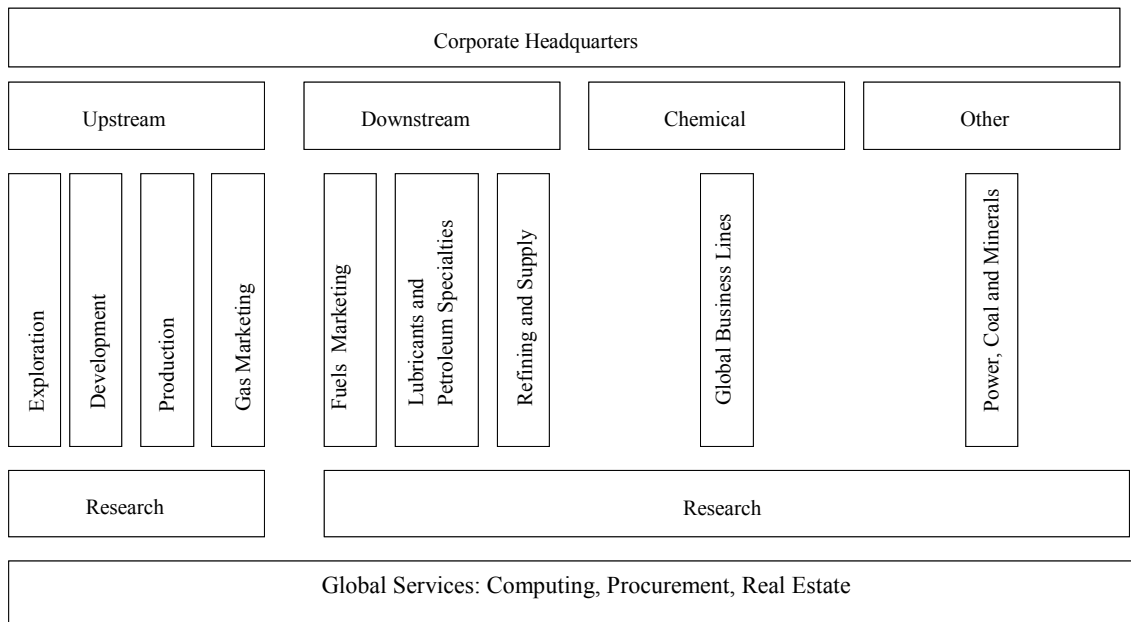 Corporate Headquarters
Upstream
Downstream
Chemical
Other
Exploration
Development
Production
Gas Marketing
Fuels Marketing
Lubricants and
Petroleum Specialties
Refining and Supply
Global Business Lines
Power, Coal and Minerals
Research
Research
Global Services: Computing, Procurement, Real Estate